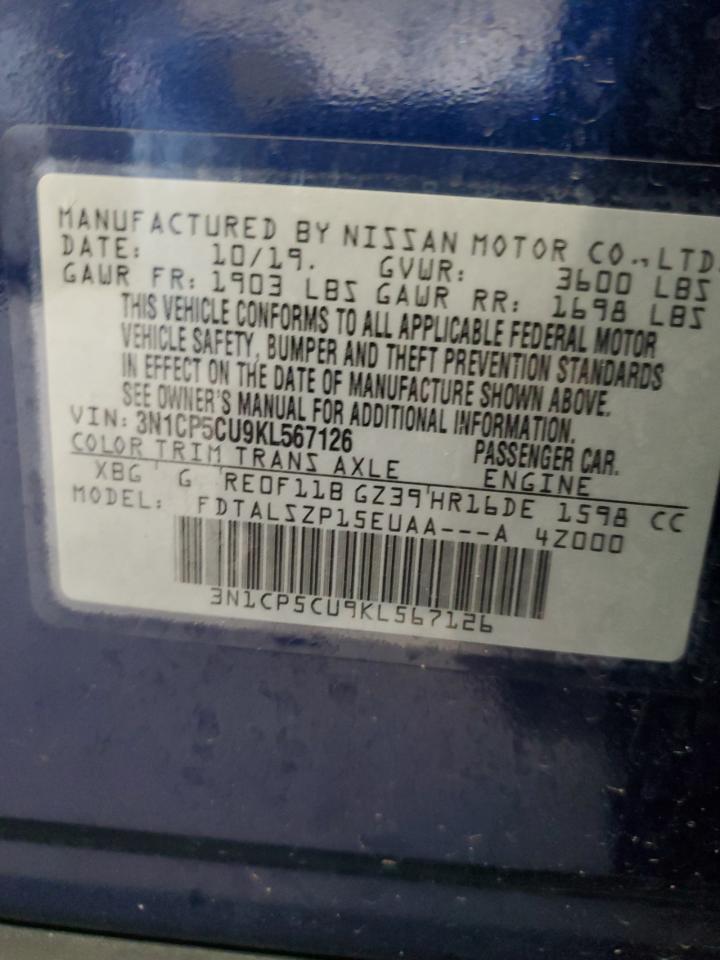 MANUFACTURED BY NISSAN MOTOR CO., LTD.
DATE: 10/19. GVWR: 3600 LBS
GAWR FR: 1903 LBS GAWR RR: 1698 LBS
THIS VEHICLE CONFORMS TO ALL APPLICABLE FEDERAL MOTOR
VEHICLE SAFETY, BUMPER AND THEFT PREVENTION STANDARDS
IN EFFECT ON THE DATE OF MANUFACTURE SHOWN ABOVE.
SEE OWNER'S MANUAL FOR ADDITIONAL INFORMATION.
VIN: 3N1CP5CU9KL567126 PASSENGER CAR.
COLOR TRIM TRANS AXLE ENGINE
XBG G RE0F11B GZ39 HR16DE 1598 CC
MODEL: FDTALSZP15EUAA---A 4Z000
3N1CP5CU9KL567126